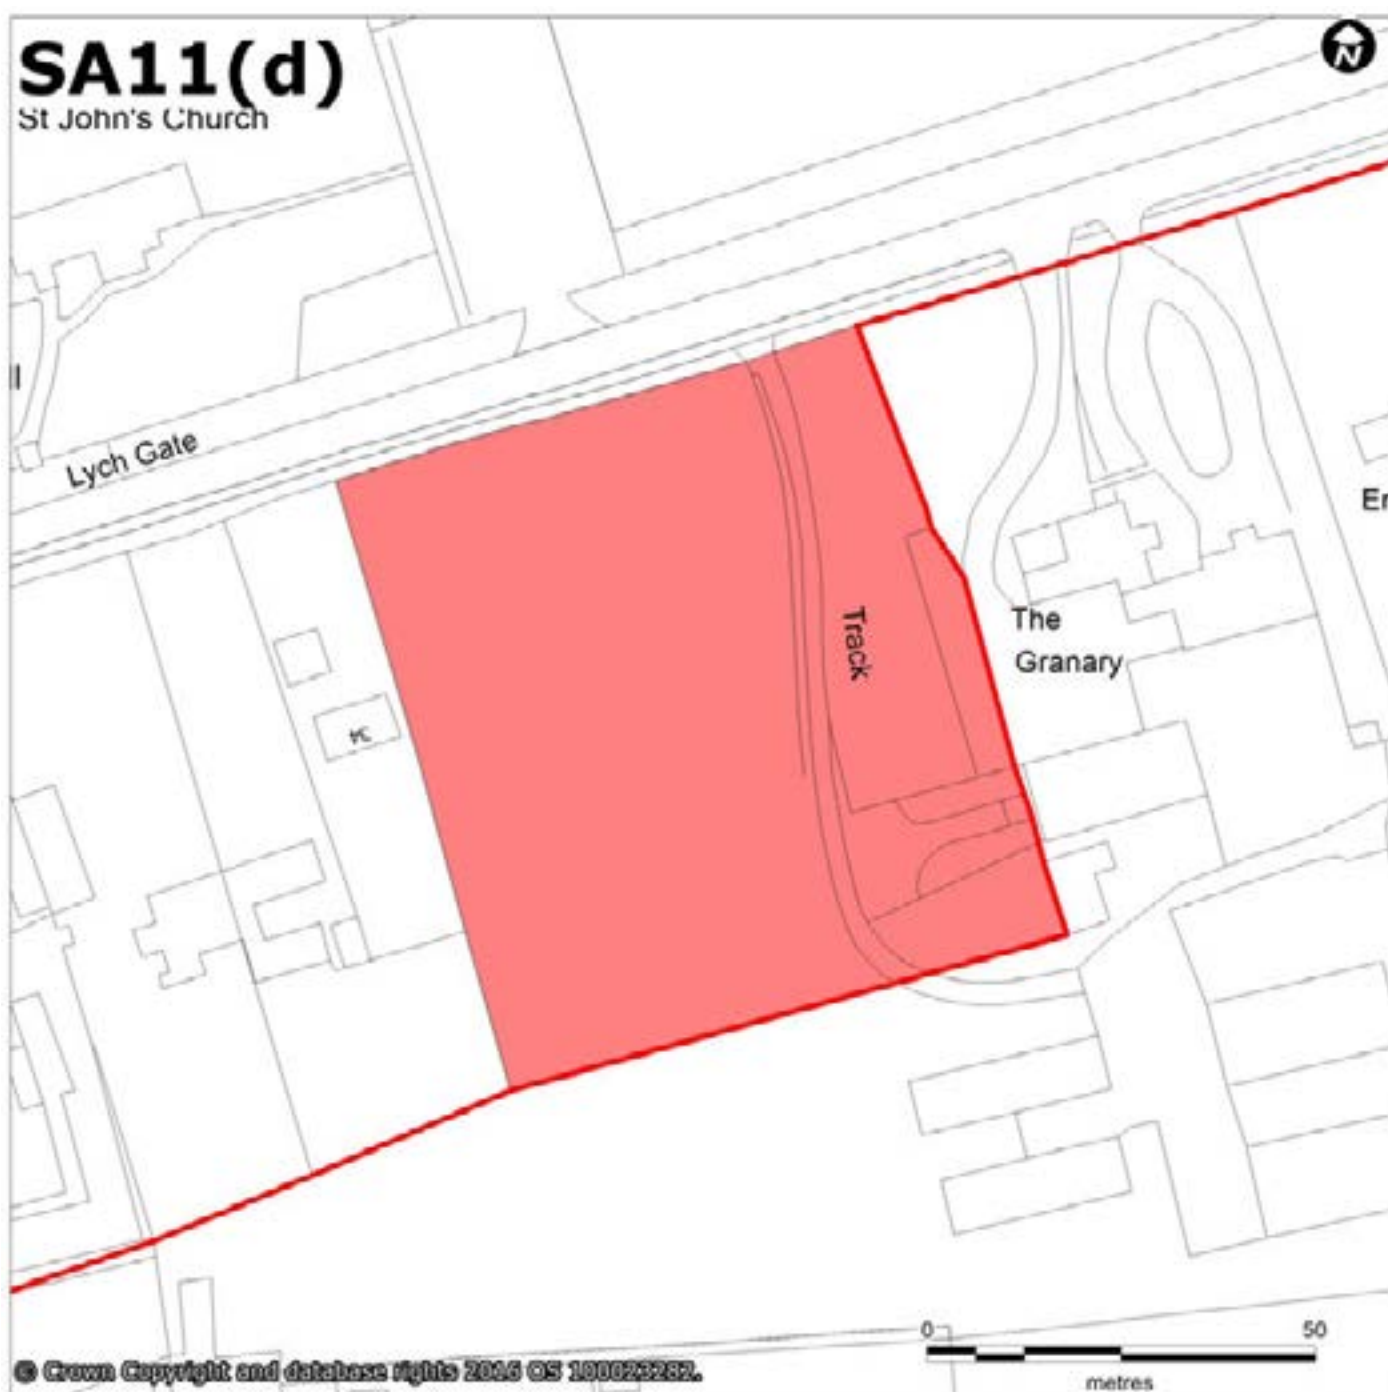 SA11(d)
St John's Church
N
Lych Gate
34
Track
The
Granary
0 50
metres
© Crown Copyright and database rights 2016 OS 100023282.